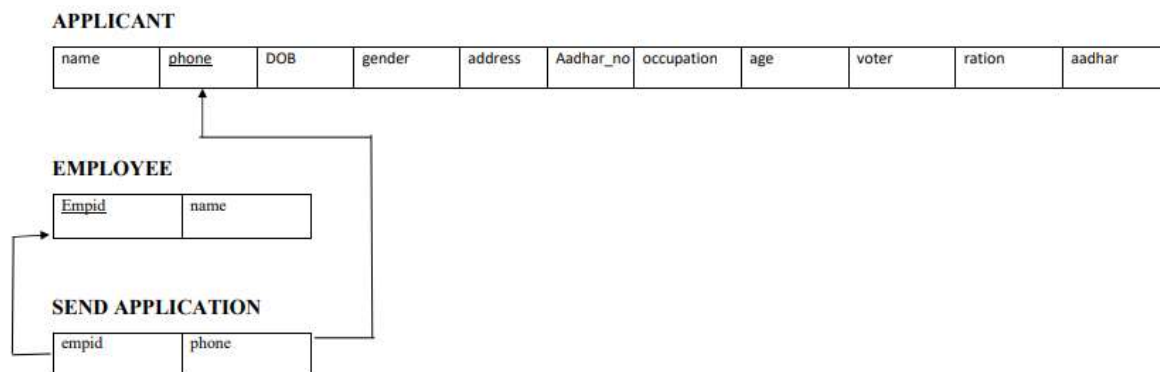 APPLICANT
name phone DOB gender address Aadhar_no occupation age voter ration aadhar
EMPLOYEE
Empid name
SEND APPLICATION
empid phone